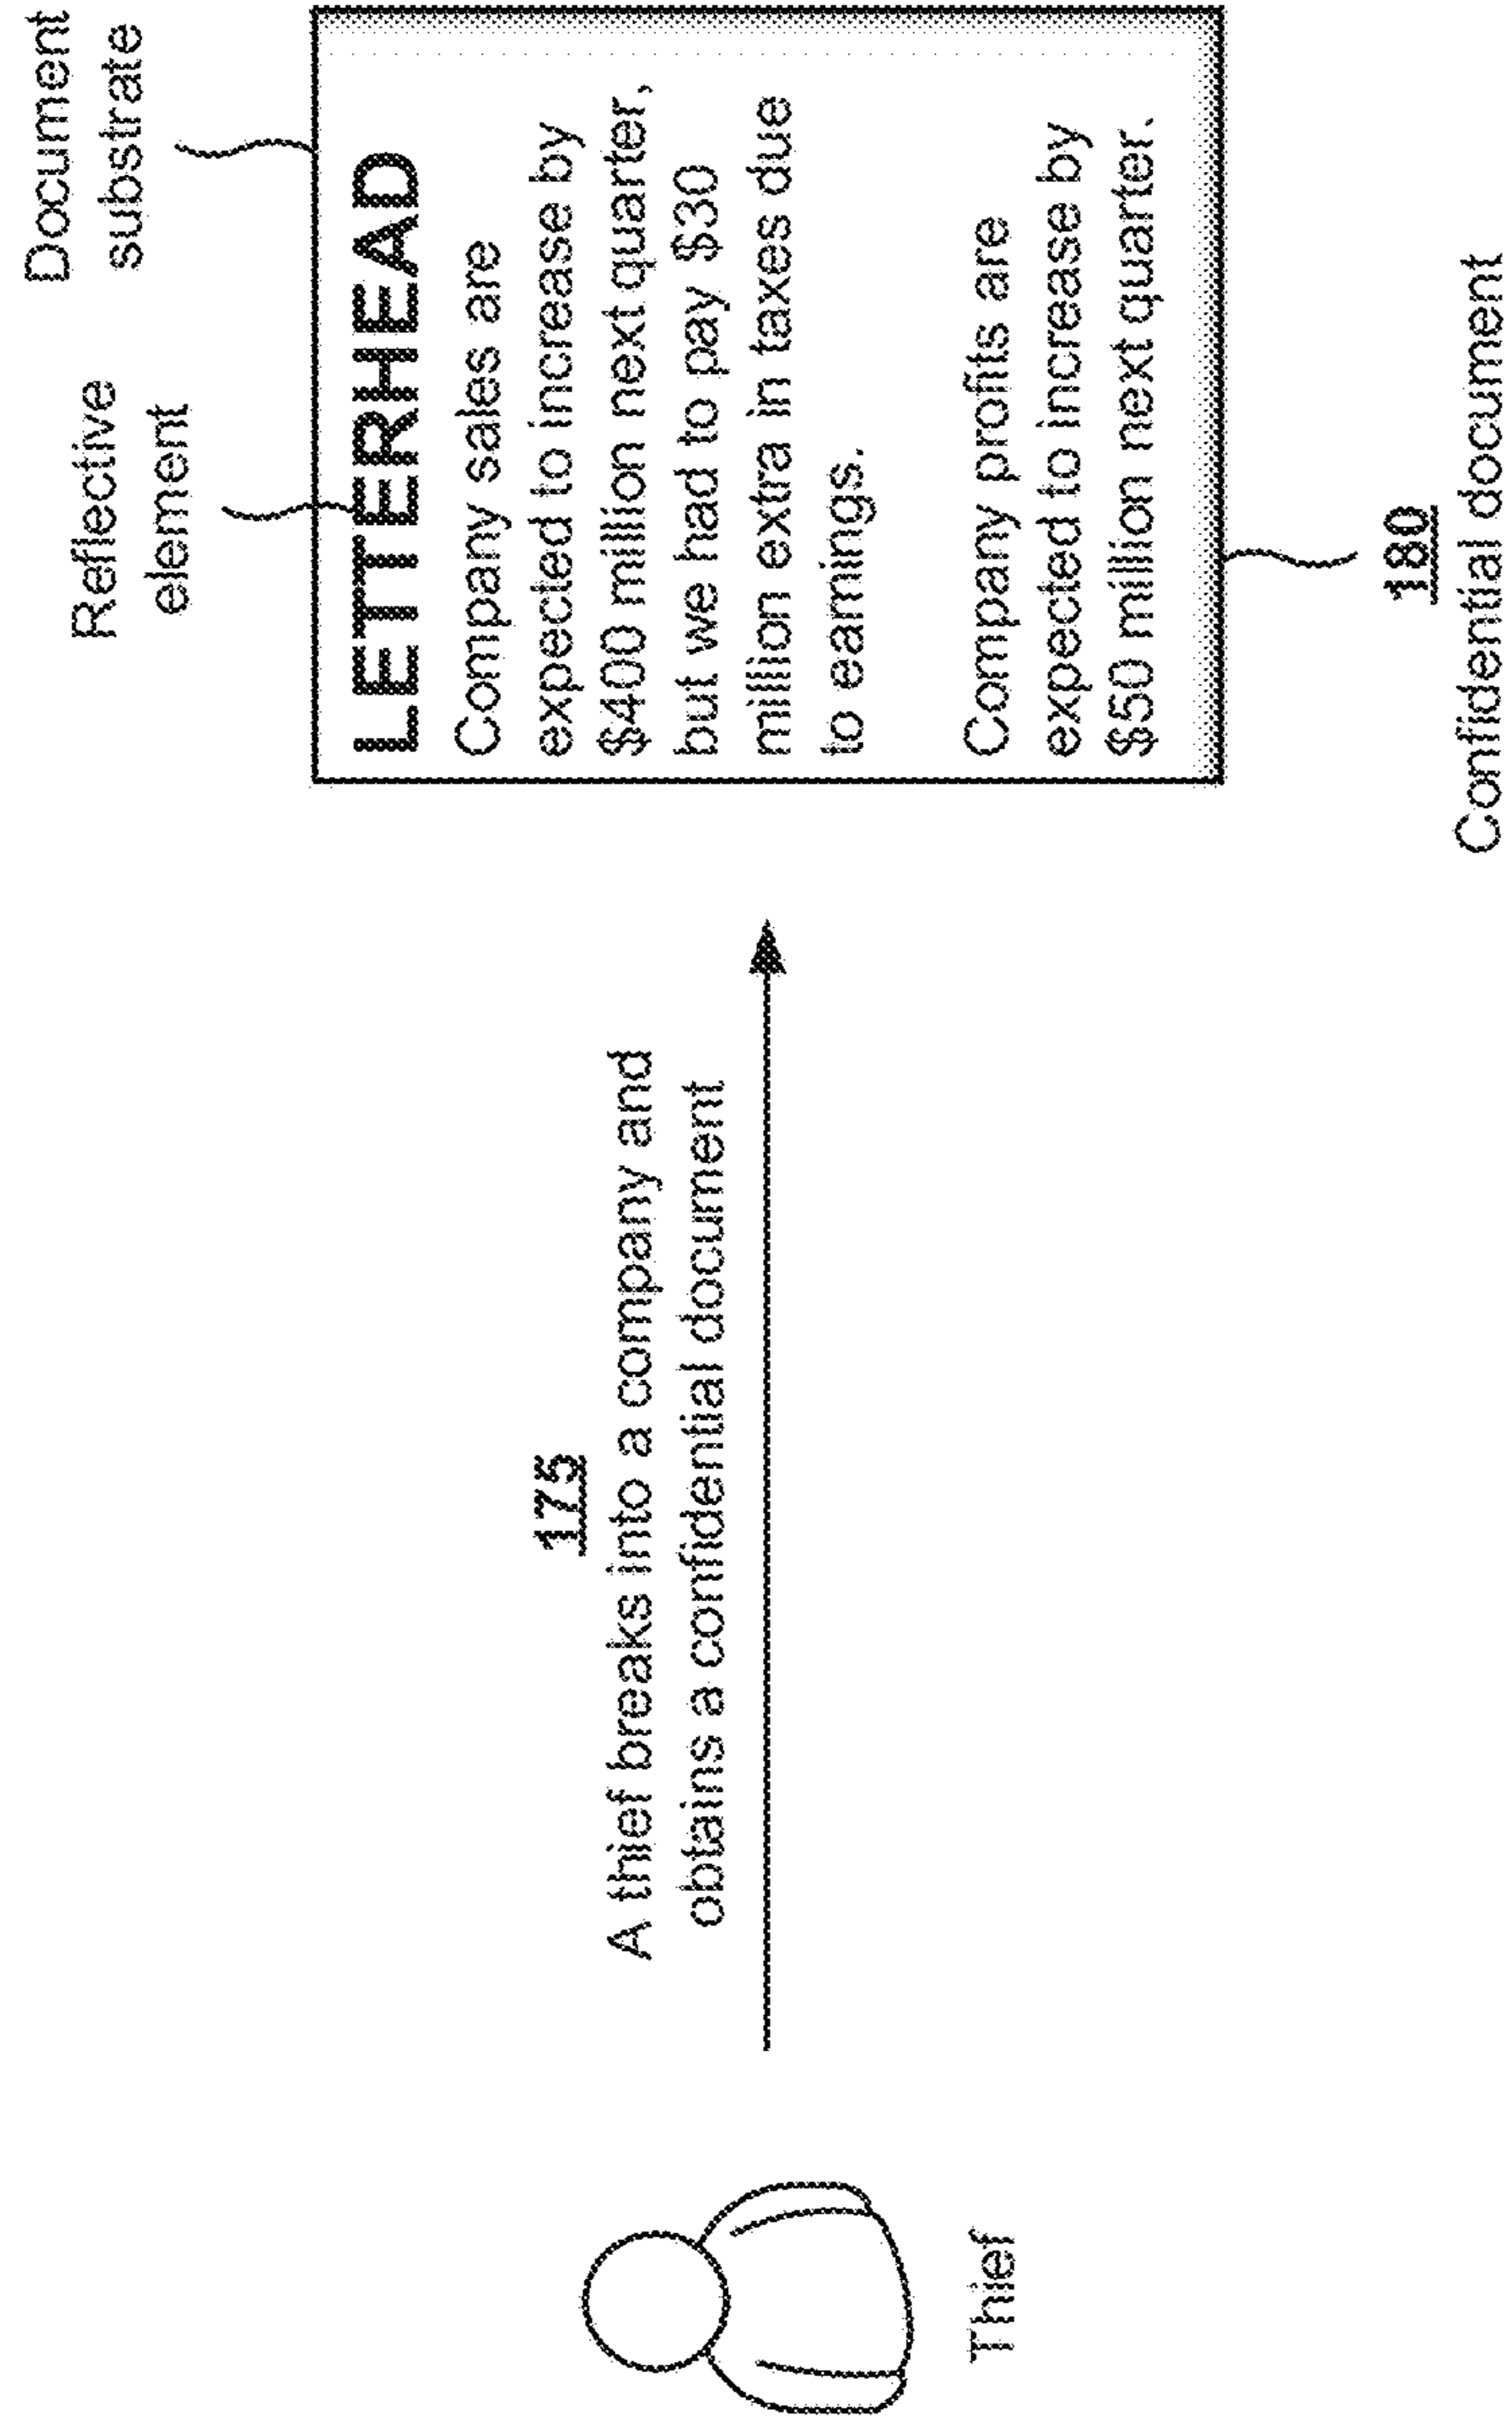 Document
substrate
Reflective
element
175
A thief breaks into a company and
obtains a confidential document
Thief
LETTERHEAD
Company sales are
expected to increase by
$400 million next quarter,
but we had to pay $30
million extra in taxes due
to earnings.
Company profits are
expected to increase by
$50 million next quarter.
180
Confidential document